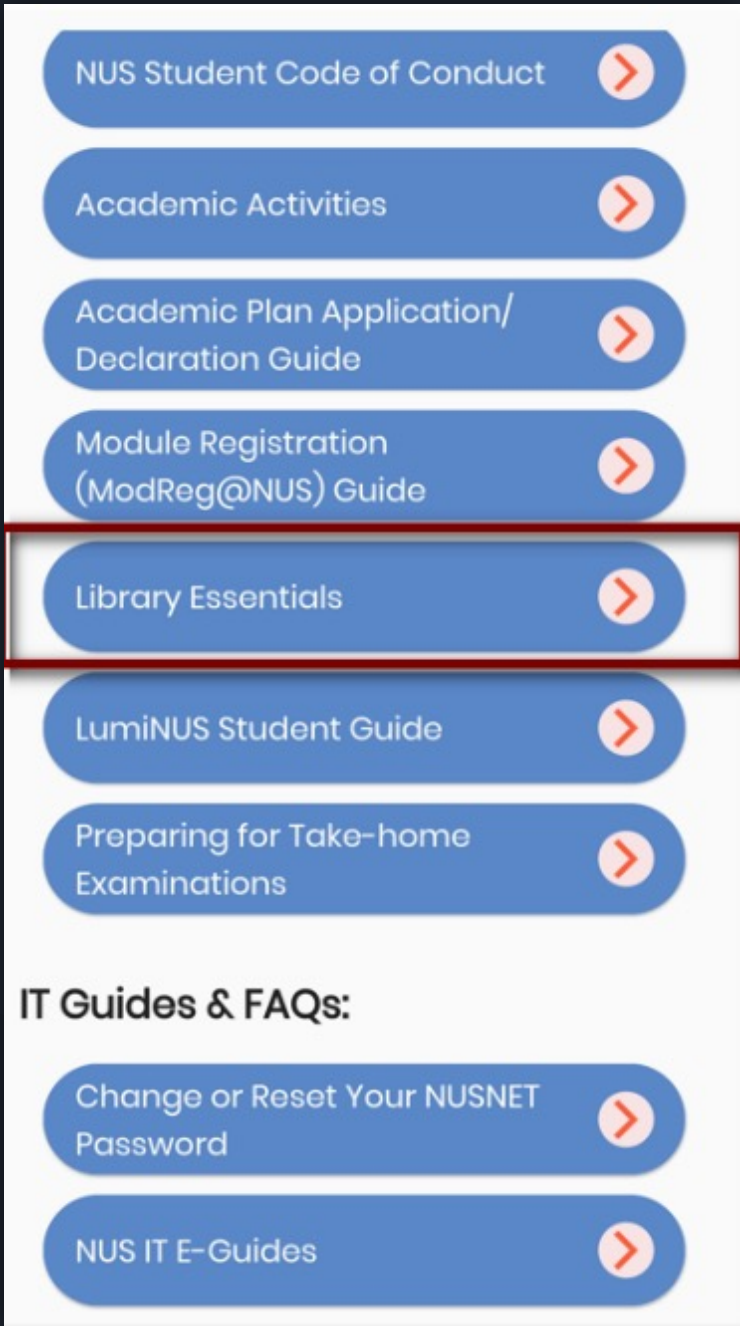 NUS Student Code of Conduct
Academic Activities
Academic Plan Application/
Declaration Guide
Module Registration
(ModReg@NUS) Guide
Library Essentials
LumiNUS Student Guide
Preparing for Take-home
Examinations
IT Guides & FAQs:
Change or Reset Your NUSNET
Password
NUS IT E-Guides